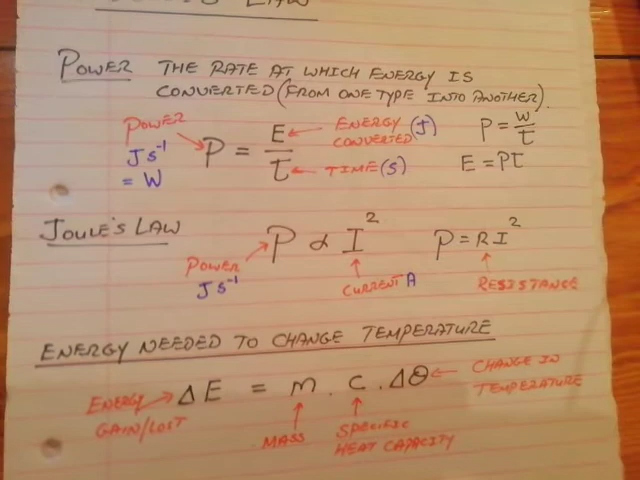 LAW
POWER THE RATE AT WHICH ENERGY IS
CONVERTED (FROM ONE TYPE INTO ANOTHER).
POWER
J s⁻¹
= W
P = E/t
ENERGY
CONVERTED (J)
TIME (S)
P = W/t
E = Pt
JOULE'S LAW
P α I²
P = RI²
POWER
J S⁻¹
CURRENT A
RESISTANCE
ENERGY NEEDED TO CHANGE TEMPERATURE
ΔE = m . c . Δθ
ENERGY
GAIN/LOST
MASS
SPECIFIC
HEAT CAPACITY
CHANGE IN
TEMPERATURE